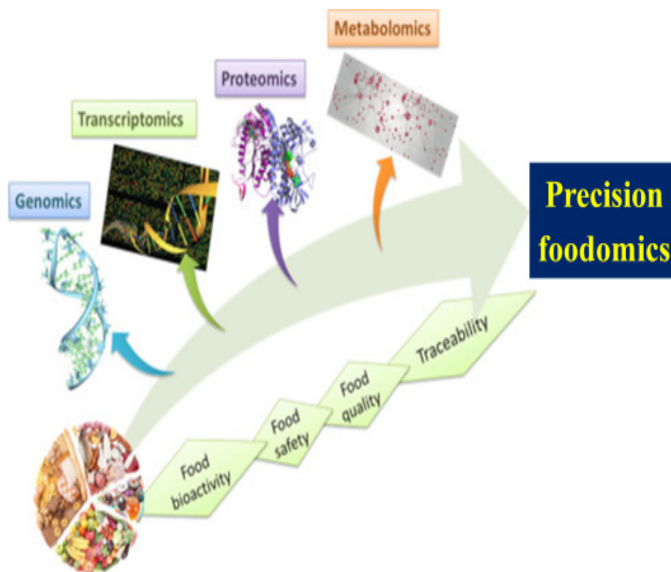 Metabolomics
Proteomics
Transcriptomics
Genomics
Precision
foodomics
Traceability
Food
quality
Food
safety
Food
bioactivity